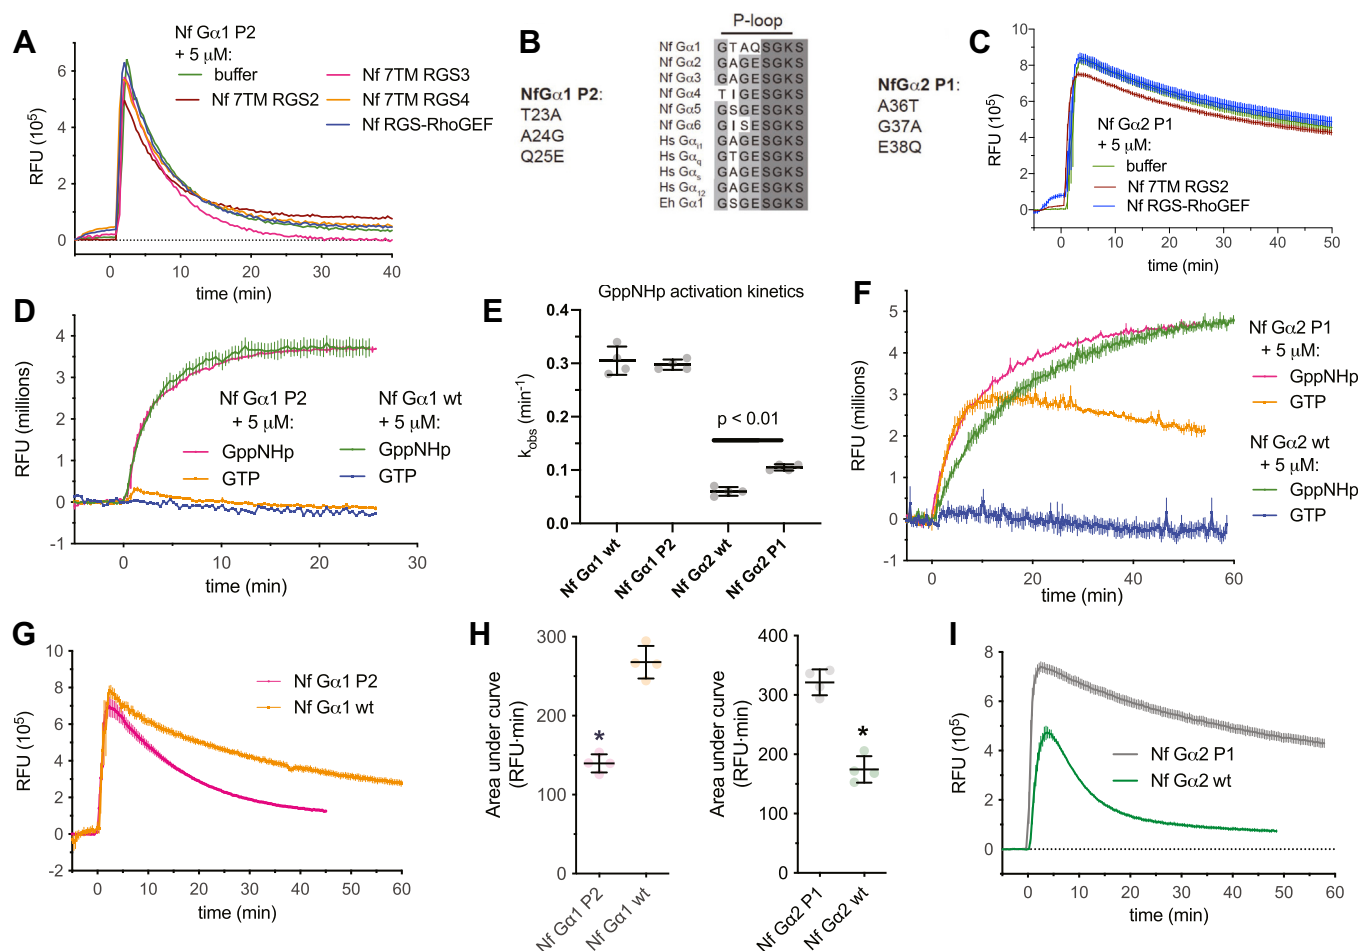 A
Nf Gα1 P2
+ 5 μM:
buffer
Nf 7TM RGS2
Nf 7TM RGS3
Nf 7TM RGS4
Nf RGS-RhoGEF
RFU (10⁵)
6
4
2
0
0 10 20 30 40
time (min)
B
P-loop
Nf Gα1 GTAQSGKS
Nf Gα2 GAGESGKS
Nf Gα3 GAGESGKS
Nf Gα4 TIGESGKS
Nf Gα5 GSGESGKS
Nf Gα6 GISESGKS
Hs Gαi1 GAGESGKS
Hs Gαq GTGESGKS
Hs Gαs GAGESGKS
Hs Gα12 GAGESGKS
Eh Gα1 GSGESGKS
NfGα1 P2:
T23A
A24G
Q25E
NfGα2 P1:
A36T
G37A
E38Q
C
RFU (10⁵)
10
8
6
4
2
0
Nf Gα2 P1
+ 5 μM:
buffer
Nf 7TM RGS2
Nf RGS-RhoGEF
0 10 20 30 40 50
time (min)
D
RFU (millions)
4
3
2
1
0
-1
Nf Gα1 P2
+ 5 μM:
GppNHp
GTP
Nf Gα1 wt
+ 5 μM:
GppNHp
GTP
0 10 20 30
time (min)
E
GppNHp activation kinetics
kobs (min⁻¹)
0.4
0.3
0.2
0.1
0.0
p < 0.01
Nf Gα1 wt
Nf Gα1 P2
Nf Gα2 wt
Nf Gα2 P1
F
RFU (millions)
5
4
3
2
1
0
-1
Nf Gα2 P1
+ 5 μM:
GppNHp
GTP
Nf Gα2 wt
+ 5 μM:
GppNHp
GTP
0 20 40 60
time (min)
G
RFU (10⁵)
10
8
6
4
2
0
-2
Nf Gα1 P2
Nf Gα1 wt
0 10 20 30 40 50 60
time (min)
H
Area under curve
(RFU·min)
300
200
100
0
*
Nf Gα1 P2
Nf Gα1 wt
Area under curve
(RFU·min)
400
300
200
100
0
*
Nf Gα2 P1
Nf Gα2 wt
I
RFU (10⁵)
8
6
4
2
0
Nf Gα2 P1
Nf Gα2 wt
0 10 20 30 40 50 60
time (min)